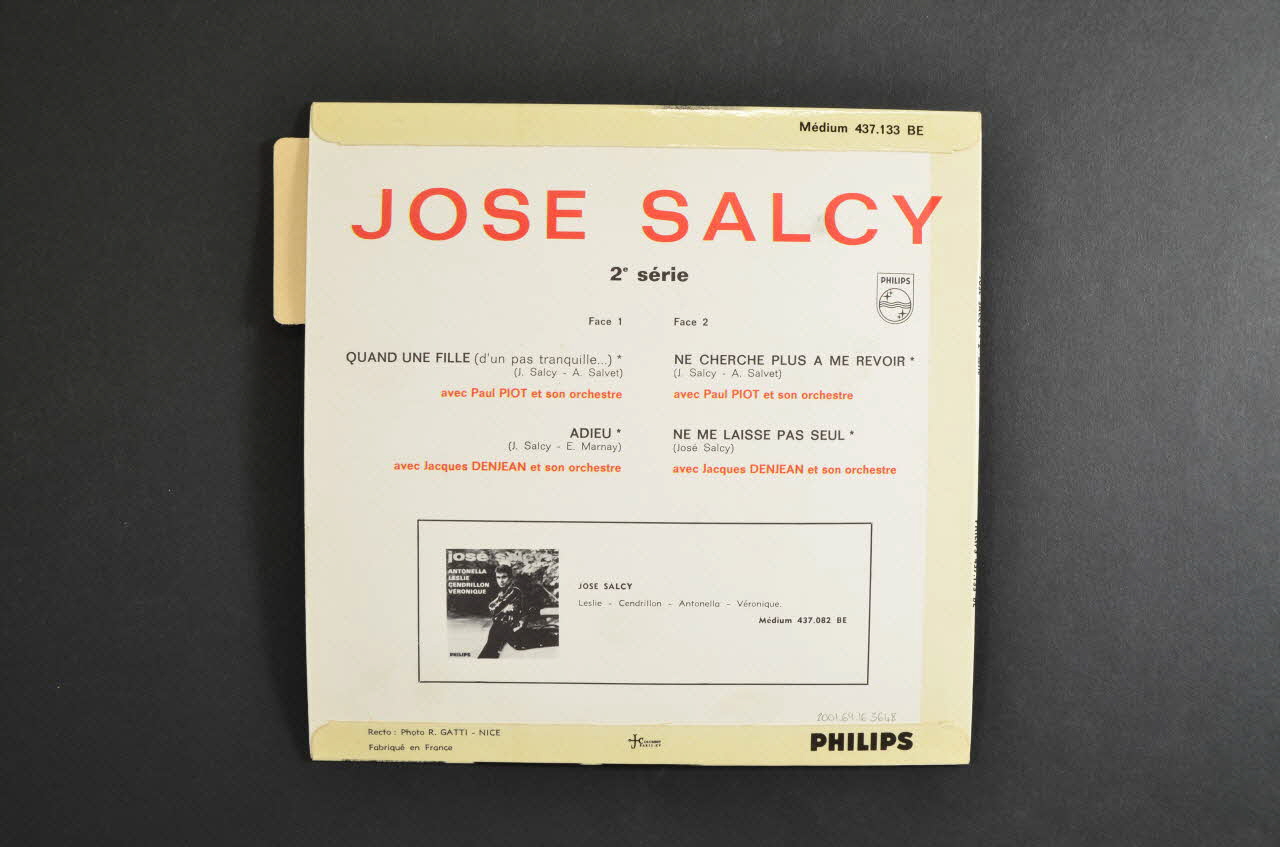 Médium 437.133 BE
JOSE SALCY
2e série
PHILIPS
Face 1
QUAND UNE FILLE (d'un pas tranquille...) *
(J. Salcy - A. Salvet)
avec Paul PIOT et son orchestre
ADIEU *
(J. Salcy - E. Marnay)
avec Jacques DENJEAN et son orchestre
Face 2
NE CHERCHE PLUS A ME REVOIR *
(J. Salcy - A. Salvet)
avec Paul PIOT et son orchestre
NE ME LAISSE PAS SEUL *
(José Salcy)
avec Jacques DENJEAN et son orchestre
josé salcy
ANTONELLA
LESLIE
CENDRILLON
VÉRONIQUE
PHILIPS
JOSE SALCY
Leslie - Cendrillon - Antonella - Véronique.
Médium 437.082 BE
2001.64.16.3648
Recto : Photo R. GATTI - NICE
Fabriqué en France
PHILIPS